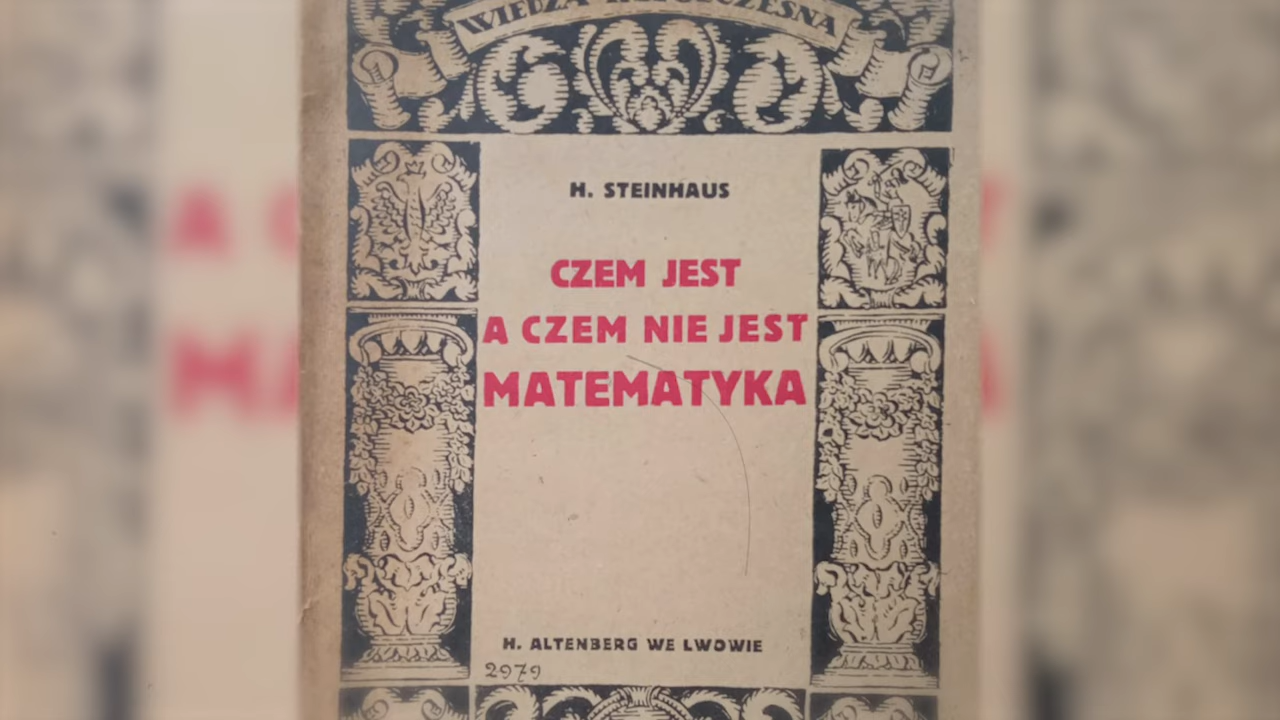 WIEDZA
H. STEINHAUS
CZEM JEST
A CZEM NIE JEST
MATEMATYKA
H. ALTENBERG WE LWOWIE
2979